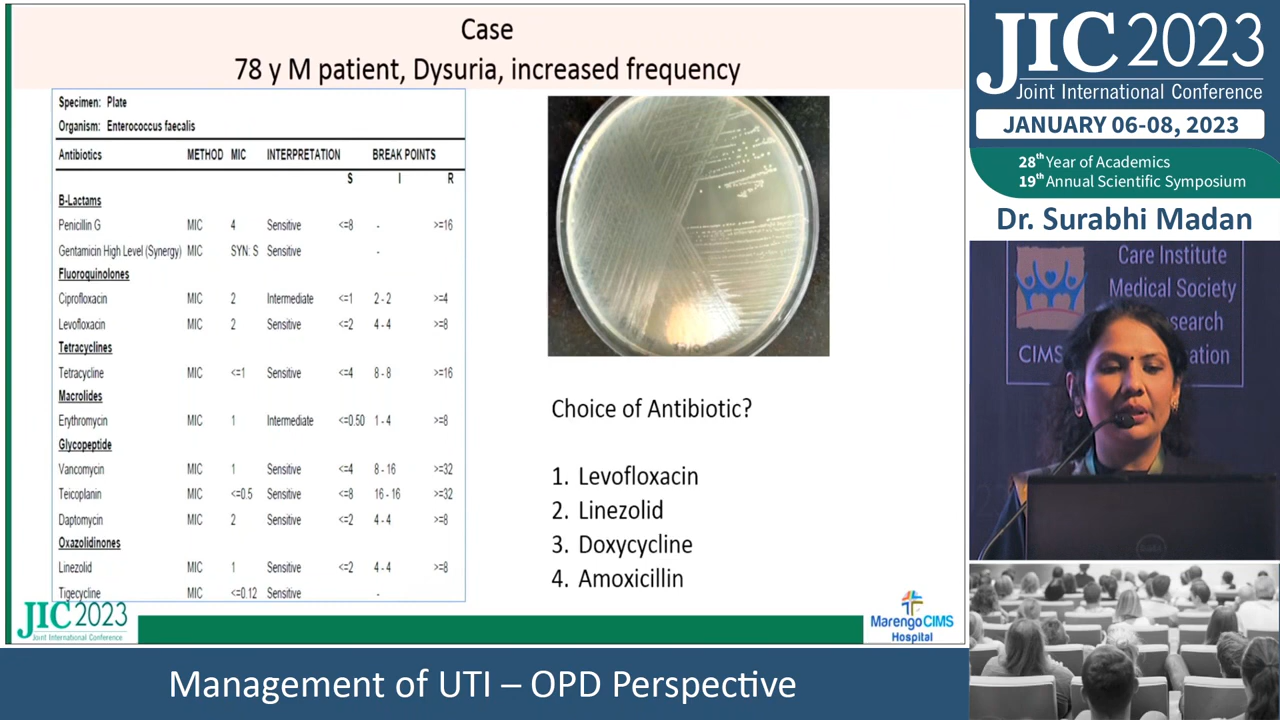 Case
78 y M patient, Dysuria, increased frequency
Specimen: Plate
Organism: Enterococcus faecalis
Antibiotics METHOD MIC INTERPRETATION BREAK POINTS
S I R
B-Lactams
Penicillin G MIC 4 Sensitive <=8 - >=16
Gentamicin High Level (Synergy) MIC SYN: S Sensitive -
Fluoroquinolones
Ciprofloxacin MIC 2 Intermediate <=1 2 - 2 >=4
Levofloxacin MIC 2 Sensitive <=2 4 - 4 >=8
Tetracyclines
Tetracycline MIC <=1 Sensitive <=4 8 - 8 >=16
Macrolides
Erythromycin MIC 1 Intermediate <=0.50 1 - 4 >=8
Glycopeptide
Vancomycin MIC 1 Sensitive <=4 8 - 16 >=32
Teicoplanin MIC <=0.5 Sensitive <=8 16 - 16 >=32
Daptomycin MIC 2 Sensitive <=2 4 - 4 >=8
Oxazolidinones
Linezolid MIC 1 Sensitive <=2 4 - 4 >=8
Tigecycline MIC <=0.12 Sensitive -
Choice of Antibiotic?
1. Levofloxacin
2. Linezolid
3. Doxycycline
4. Amoxicillin
JIC 2023
Joint International Conference
MarengoCIMS
Hospital
Management of UTI – OPD Perspective
JIC 2023
Joint International Conference
JANUARY 06-08, 2023
28th Year of Academics
19th Annual Scientific Symposium
Dr. Surabhi Madan
Care Institute
Medical Society
search
CIMS ation
DELL